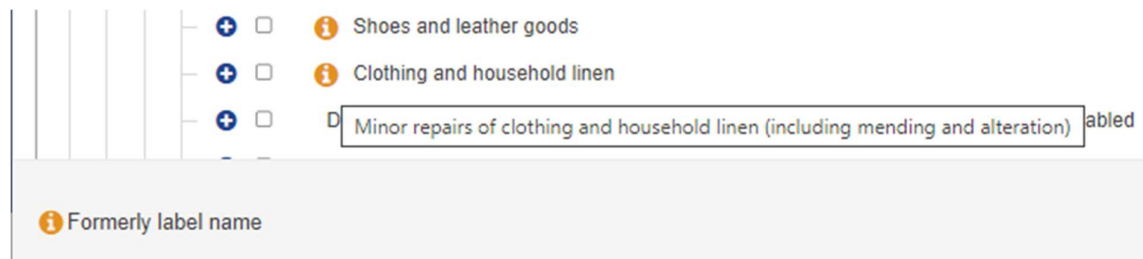 Shoes and leather goods
Clothing and household linen
D
Minor repairs of clothing and household linen (including mending and alteration)
abled
Formerly label name